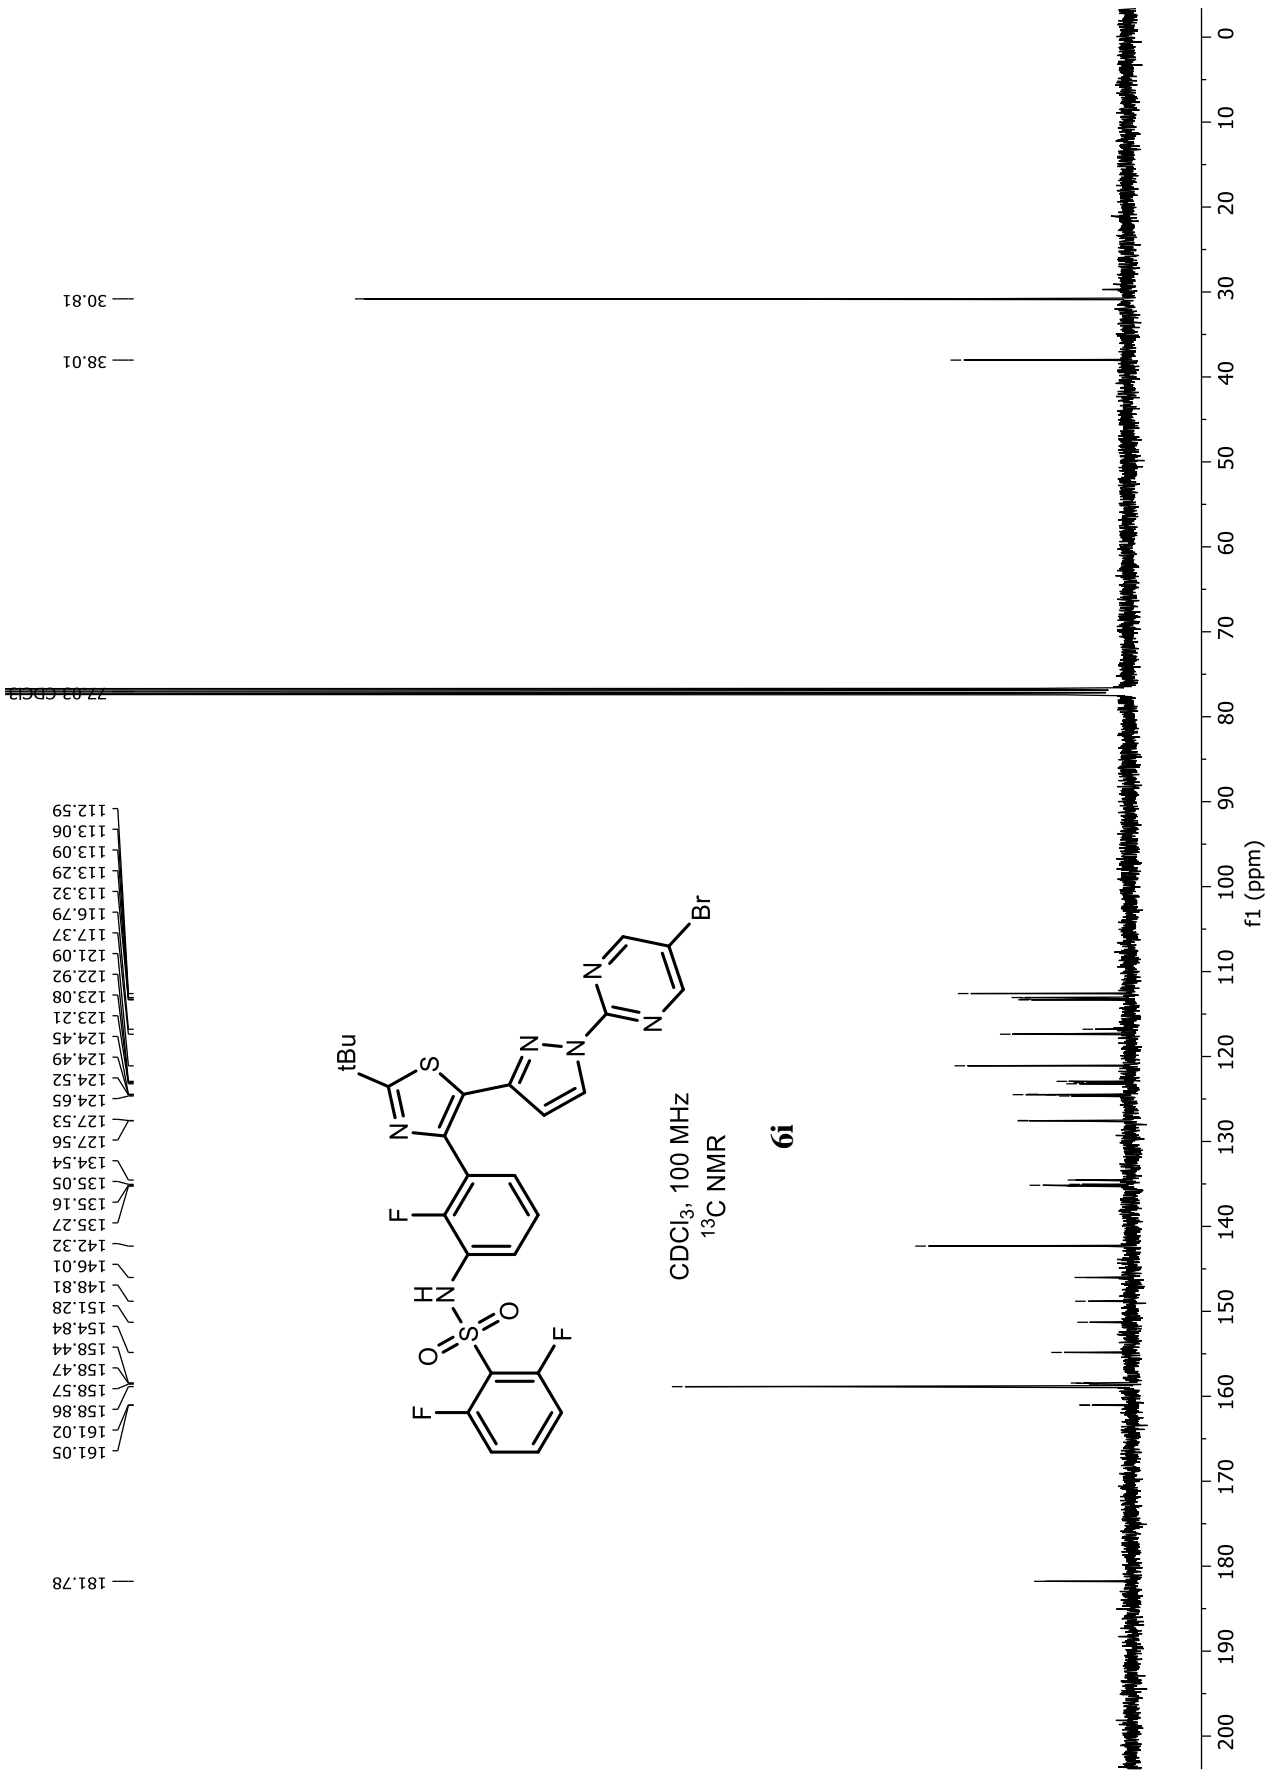 30.81
38.01
77.03 CDCl3
112.59
113.06
113.09
113.29
113.32
116.79
117.37
121.09
122.92
123.08
123.21
124.45
124.49
124.52
124.65
127.53
127.56
134.54
135.05
135.16
135.27
142.32
146.01
148.81
151.28
154.84
158.44
158.47
158.57
158.86
161.02
161.05
181.78
tBu
S
N
F
H
N
O
S
O
F
F
N
N
N
N
Br
CDCl₃, 100 MHz
¹³C NMR
6i
200
190
180
170
160
150
140
130
120
110
100
90
80
70
60
50
40
30
20
10
0
f1 (ppm)